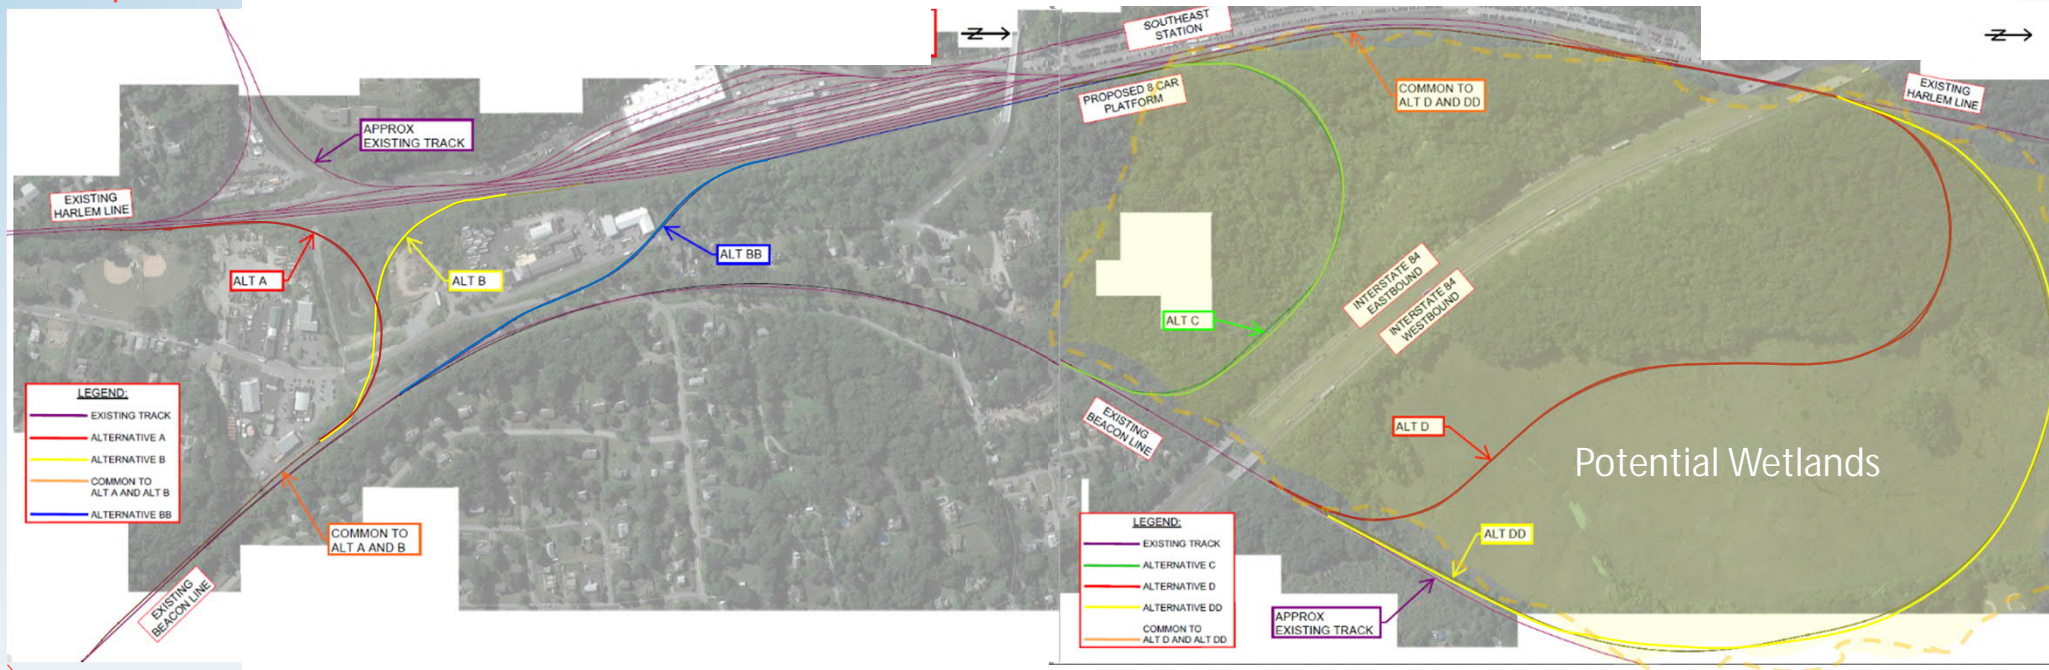 N
N
SOUTHEAST
STATION
PROPOSED 8 CAR
PLATFORM
COMMON TO
ALT D AND DD
EXISTING
HARLEM LINE
APPROX
EXISTING TRACK
EXISTING
HARLEM LINE
ALT A
ALT B
ALT BB
INTERSTATE 84
EASTBOUND
INTERSTATE 84
WESTBOUND
ALT C
LEGEND:
EXISTING TRACK
ALTERNATIVE A
ALTERNATIVE B
COMMON TO
ALT A AND ALT B
ALTERNATIVE BB
EXISTING
BEACON LINE
ALT D
Potential Wetlands
COMMON TO
ALT A AND B
EXISTING
BEACON LINE
LEGEND:
EXISTING TRACK
ALTERNATIVE C
ALTERNATIVE D
ALTERNATIVE DD
COMMON TO
ALT D AND ALT DD
ALT DD
APPROX
EXISTING TRACK